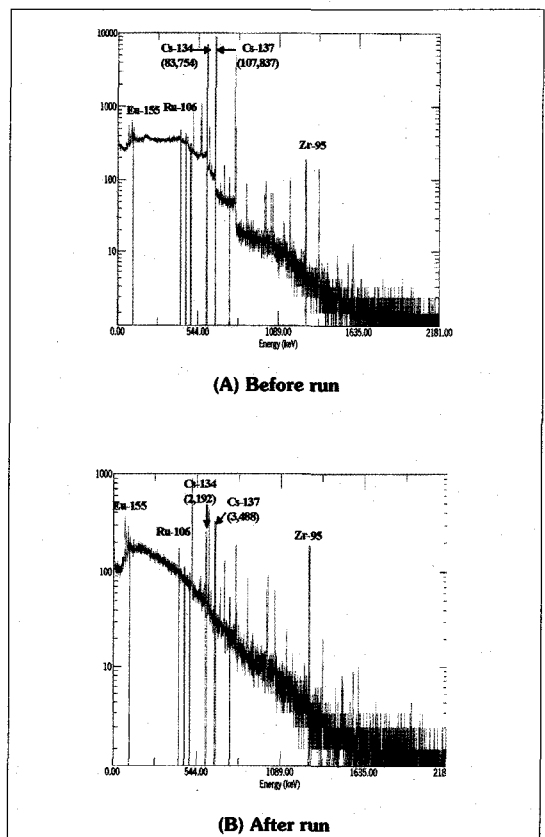 10000
Cs-134 Cs-137
(83,754) (107,837)
1000
Eu-155 Ru-106
Zr-95
100
10
0.00 544.00 1089.00 1635.00 2181.00
Energy (keV)
(A) Before run
1000
Cs-134
(2,192)
Cs-137
(3,488)
Eu-155
Ru-106
Zr-95
100
10
0.00 544.00 1089.00 1635.00 218
Energy (keV)
(B) After run